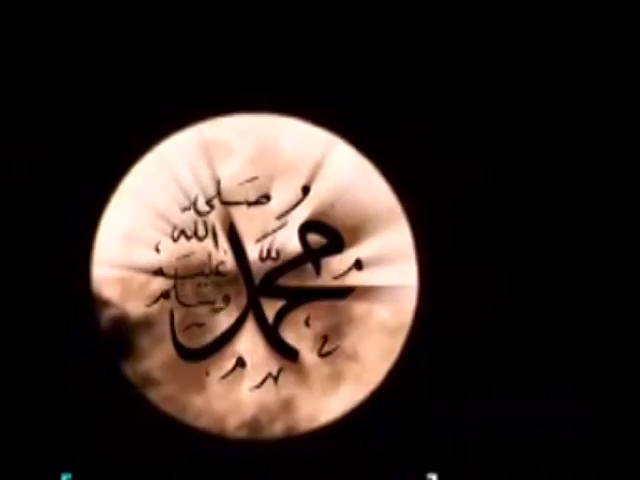 محمد
صلى
الله
عليه
وسلم